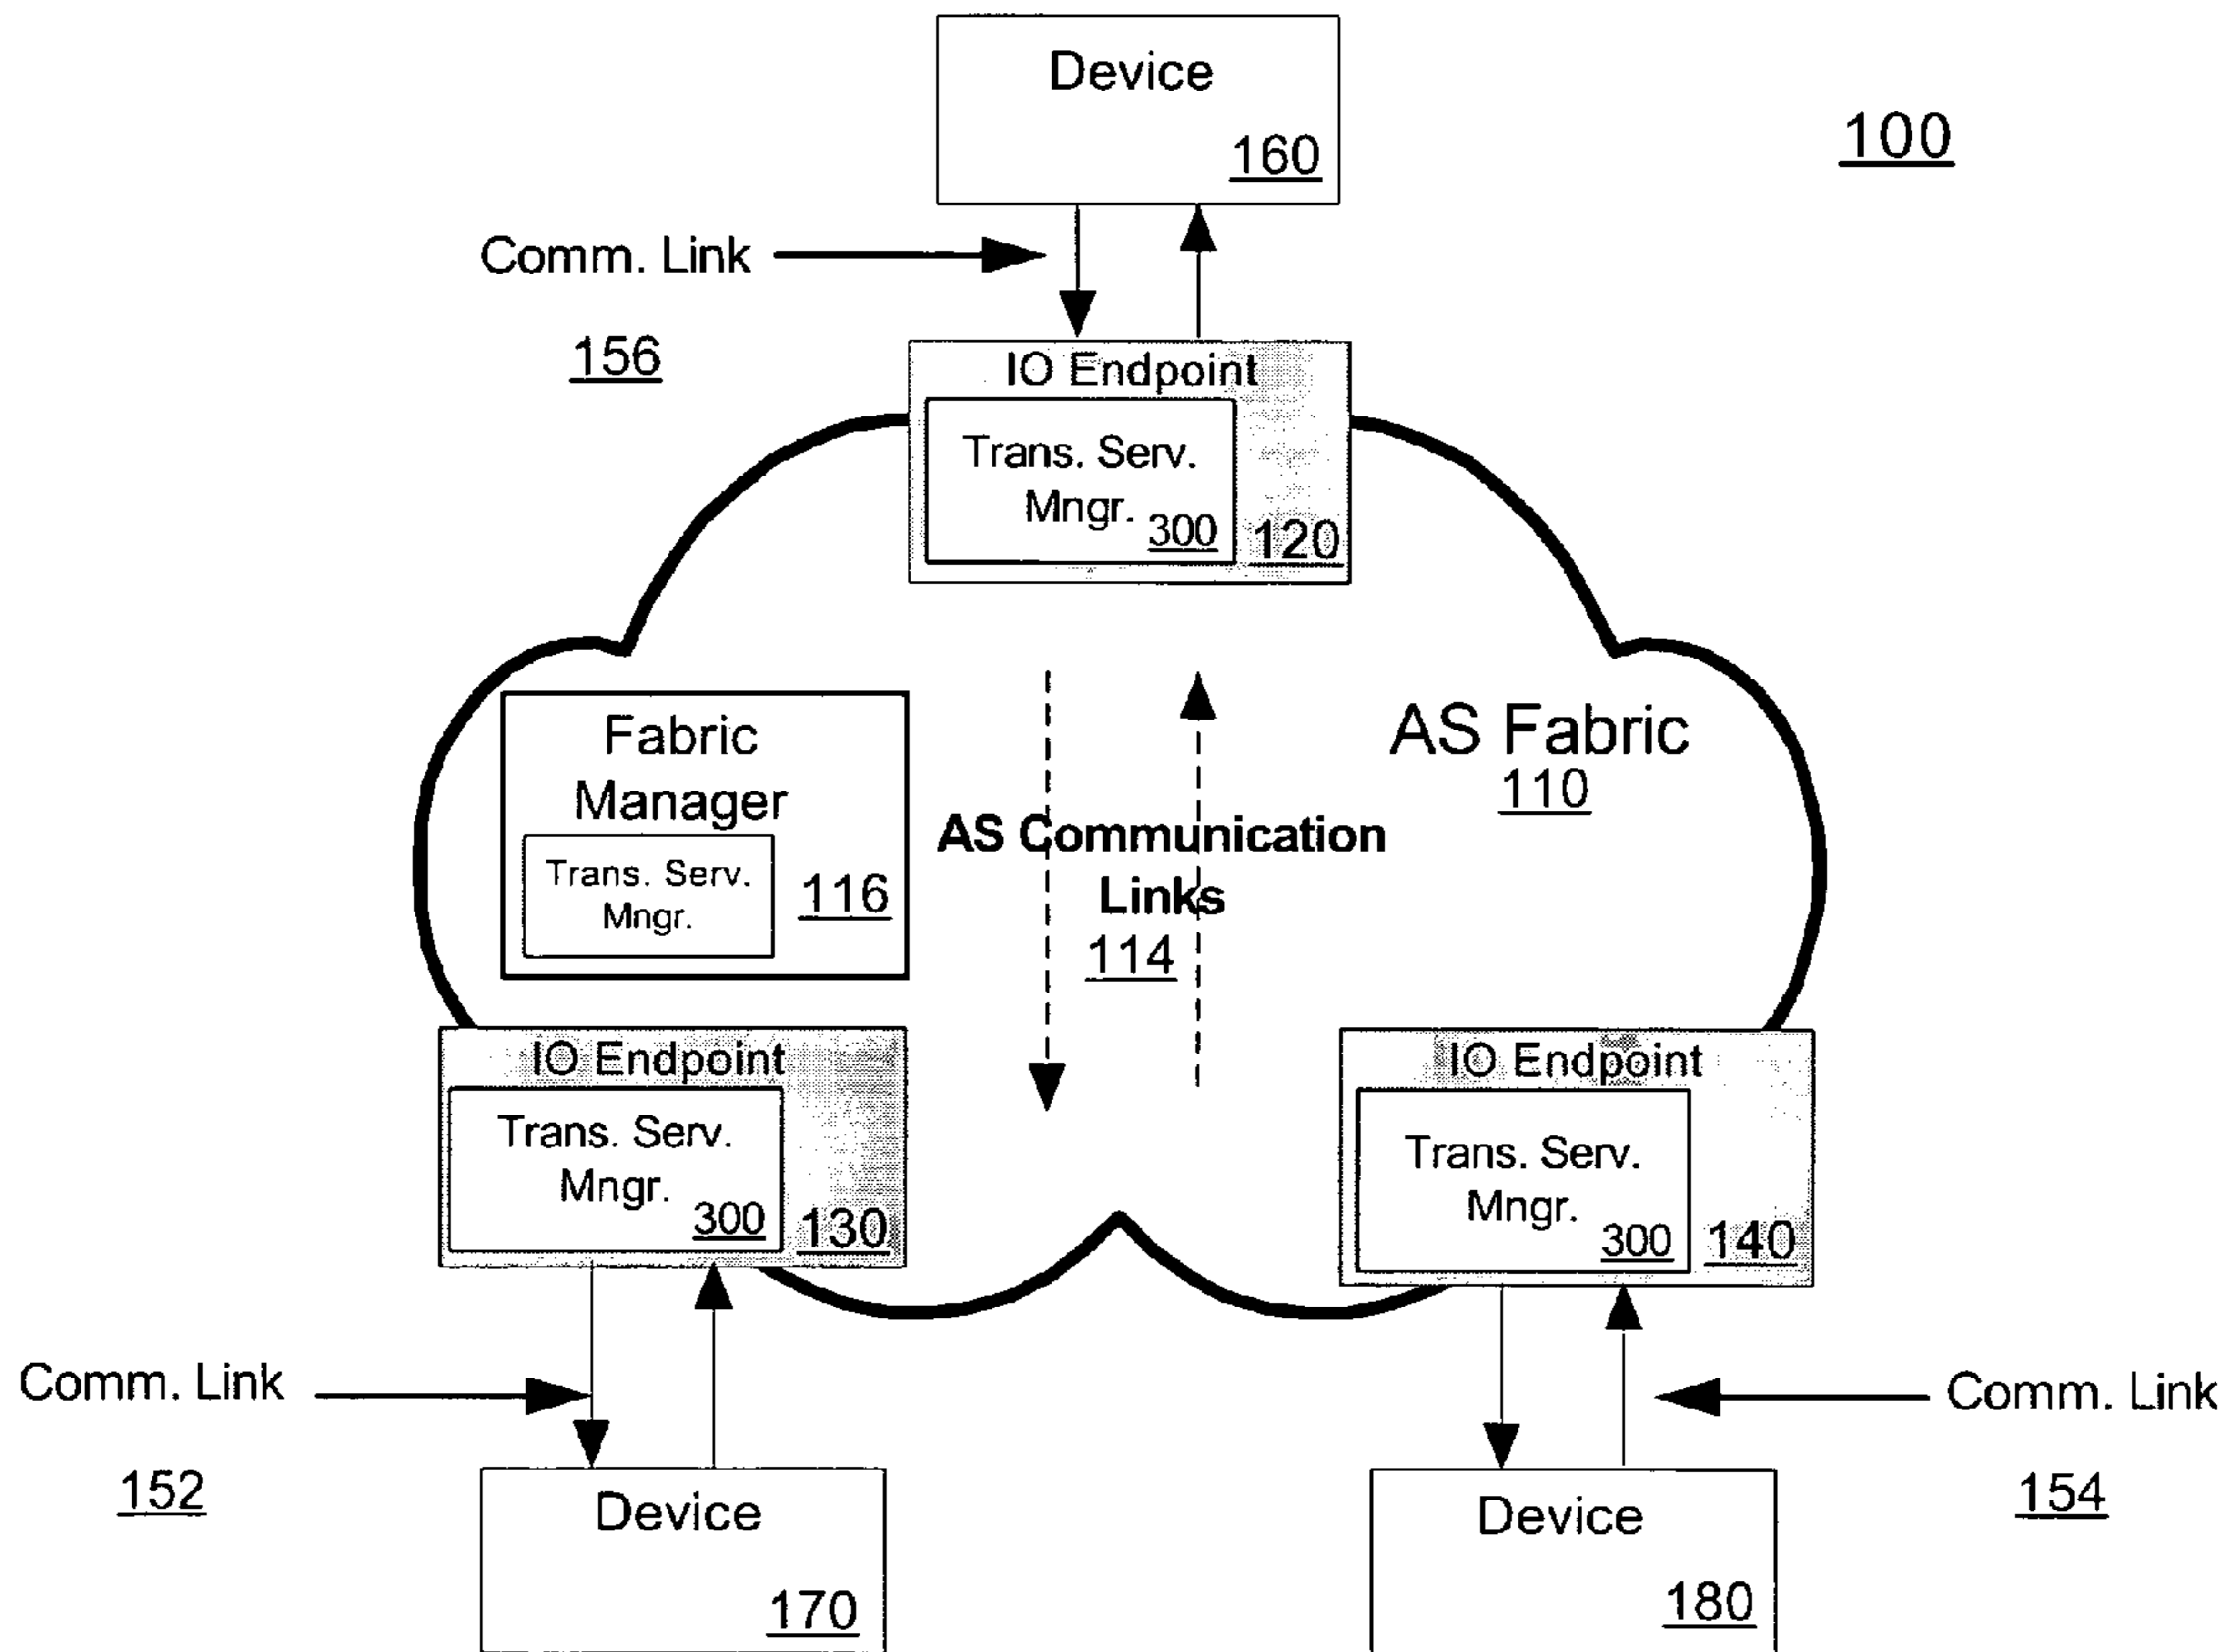 Device
160
100
Comm. Link
156
IO Endpoint
Trans. Serv.
Mngr. 300
120
Fabric
Manager
Trans. Serv.
Mngr.
116
AS Fabric
110
AS Communication
Links
114
IO Endpoint
Trans. Serv.
Mngr.
300
130
IO Endpoint
Trans. Serv.
Mngr.
300
140
Comm. Link
152
Comm. Link
154
Device
170
Device
180